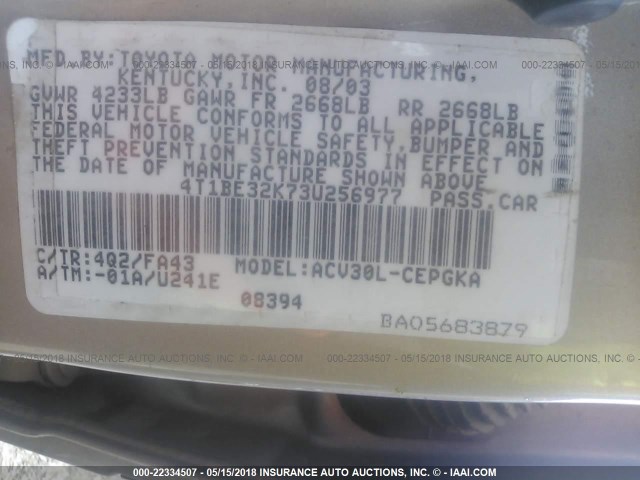 MFD.BY:TOYOTA MOTOR MANUFACTURING,
KENTUCKY,INC. 08/03
GVWR 4233LB GAWR FR 2668LB RR 2668LB
THIS VEHICLE CONFORMS TO ALL APPLICABLE
FEDERAL MOTOR VEHICLE SAFETY,BUMPER AND
THEFT PREVENTION STANDARDS IN EFFECT ON
THE DATE OF MANUFACTURE SHOWN ABOVE
4T1BE32K73U256977 PASS.CAR
C/TR:4Q2/FA43 MODEL:ACV30L-CEPGKA
A/TM:-01A/U241E
08394
BA05683879
000-22334507 - 05/15/2018 INSURANCE AUTO AUCTIONS - © - IAAI.COM